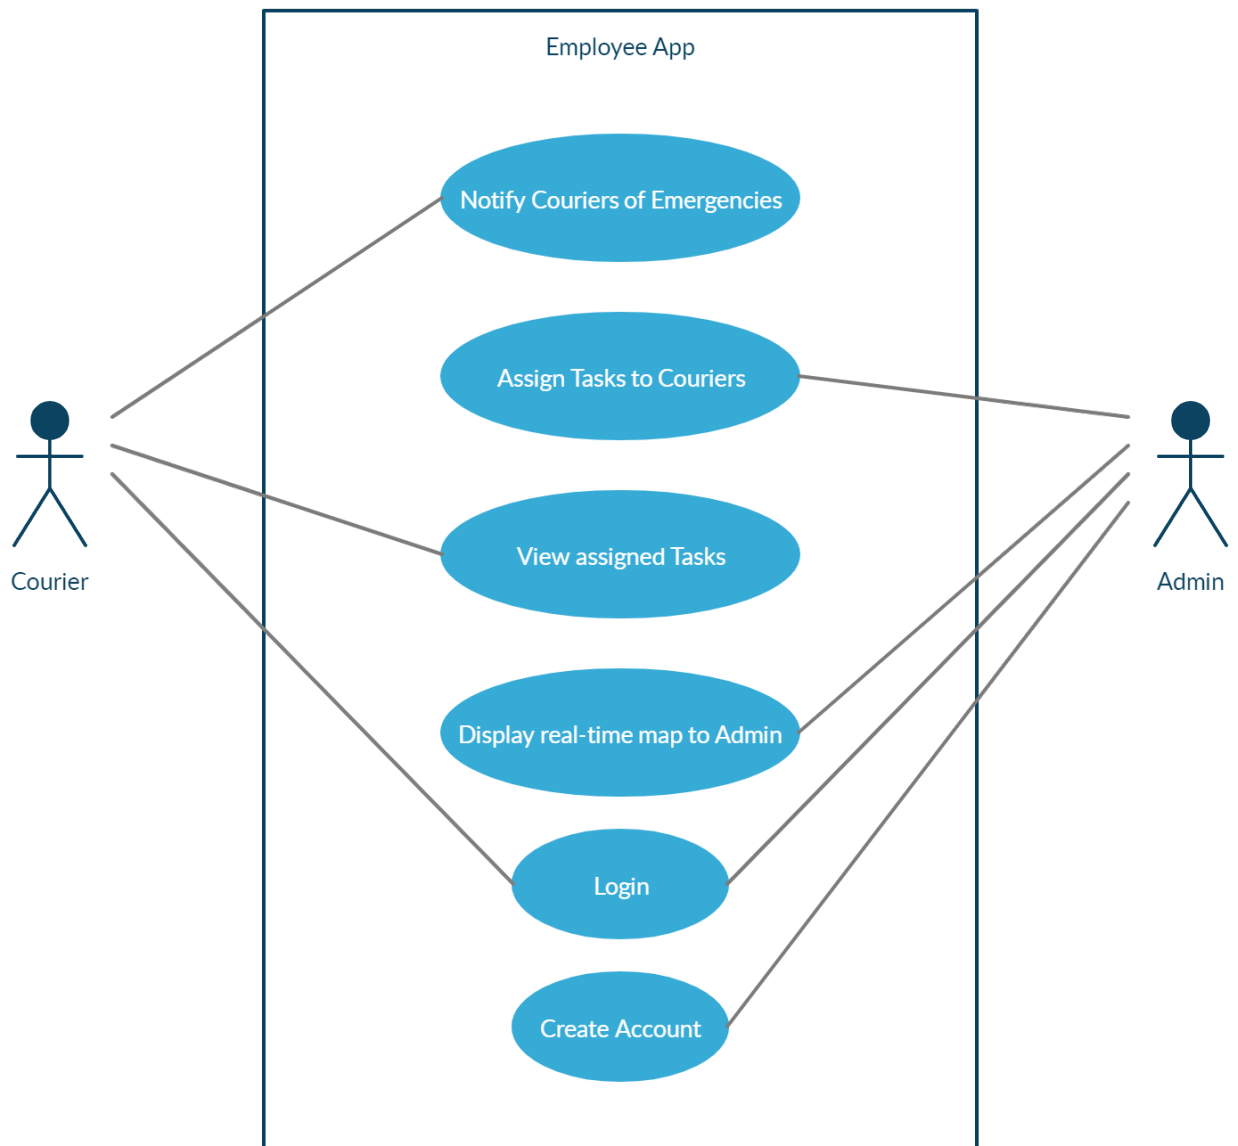 Employee App
Notify Couriers of Emergencies
Assign Tasks to Couriers
View assigned Tasks
Courier
Admin
Display real-time map to Admin
Login
Create Account